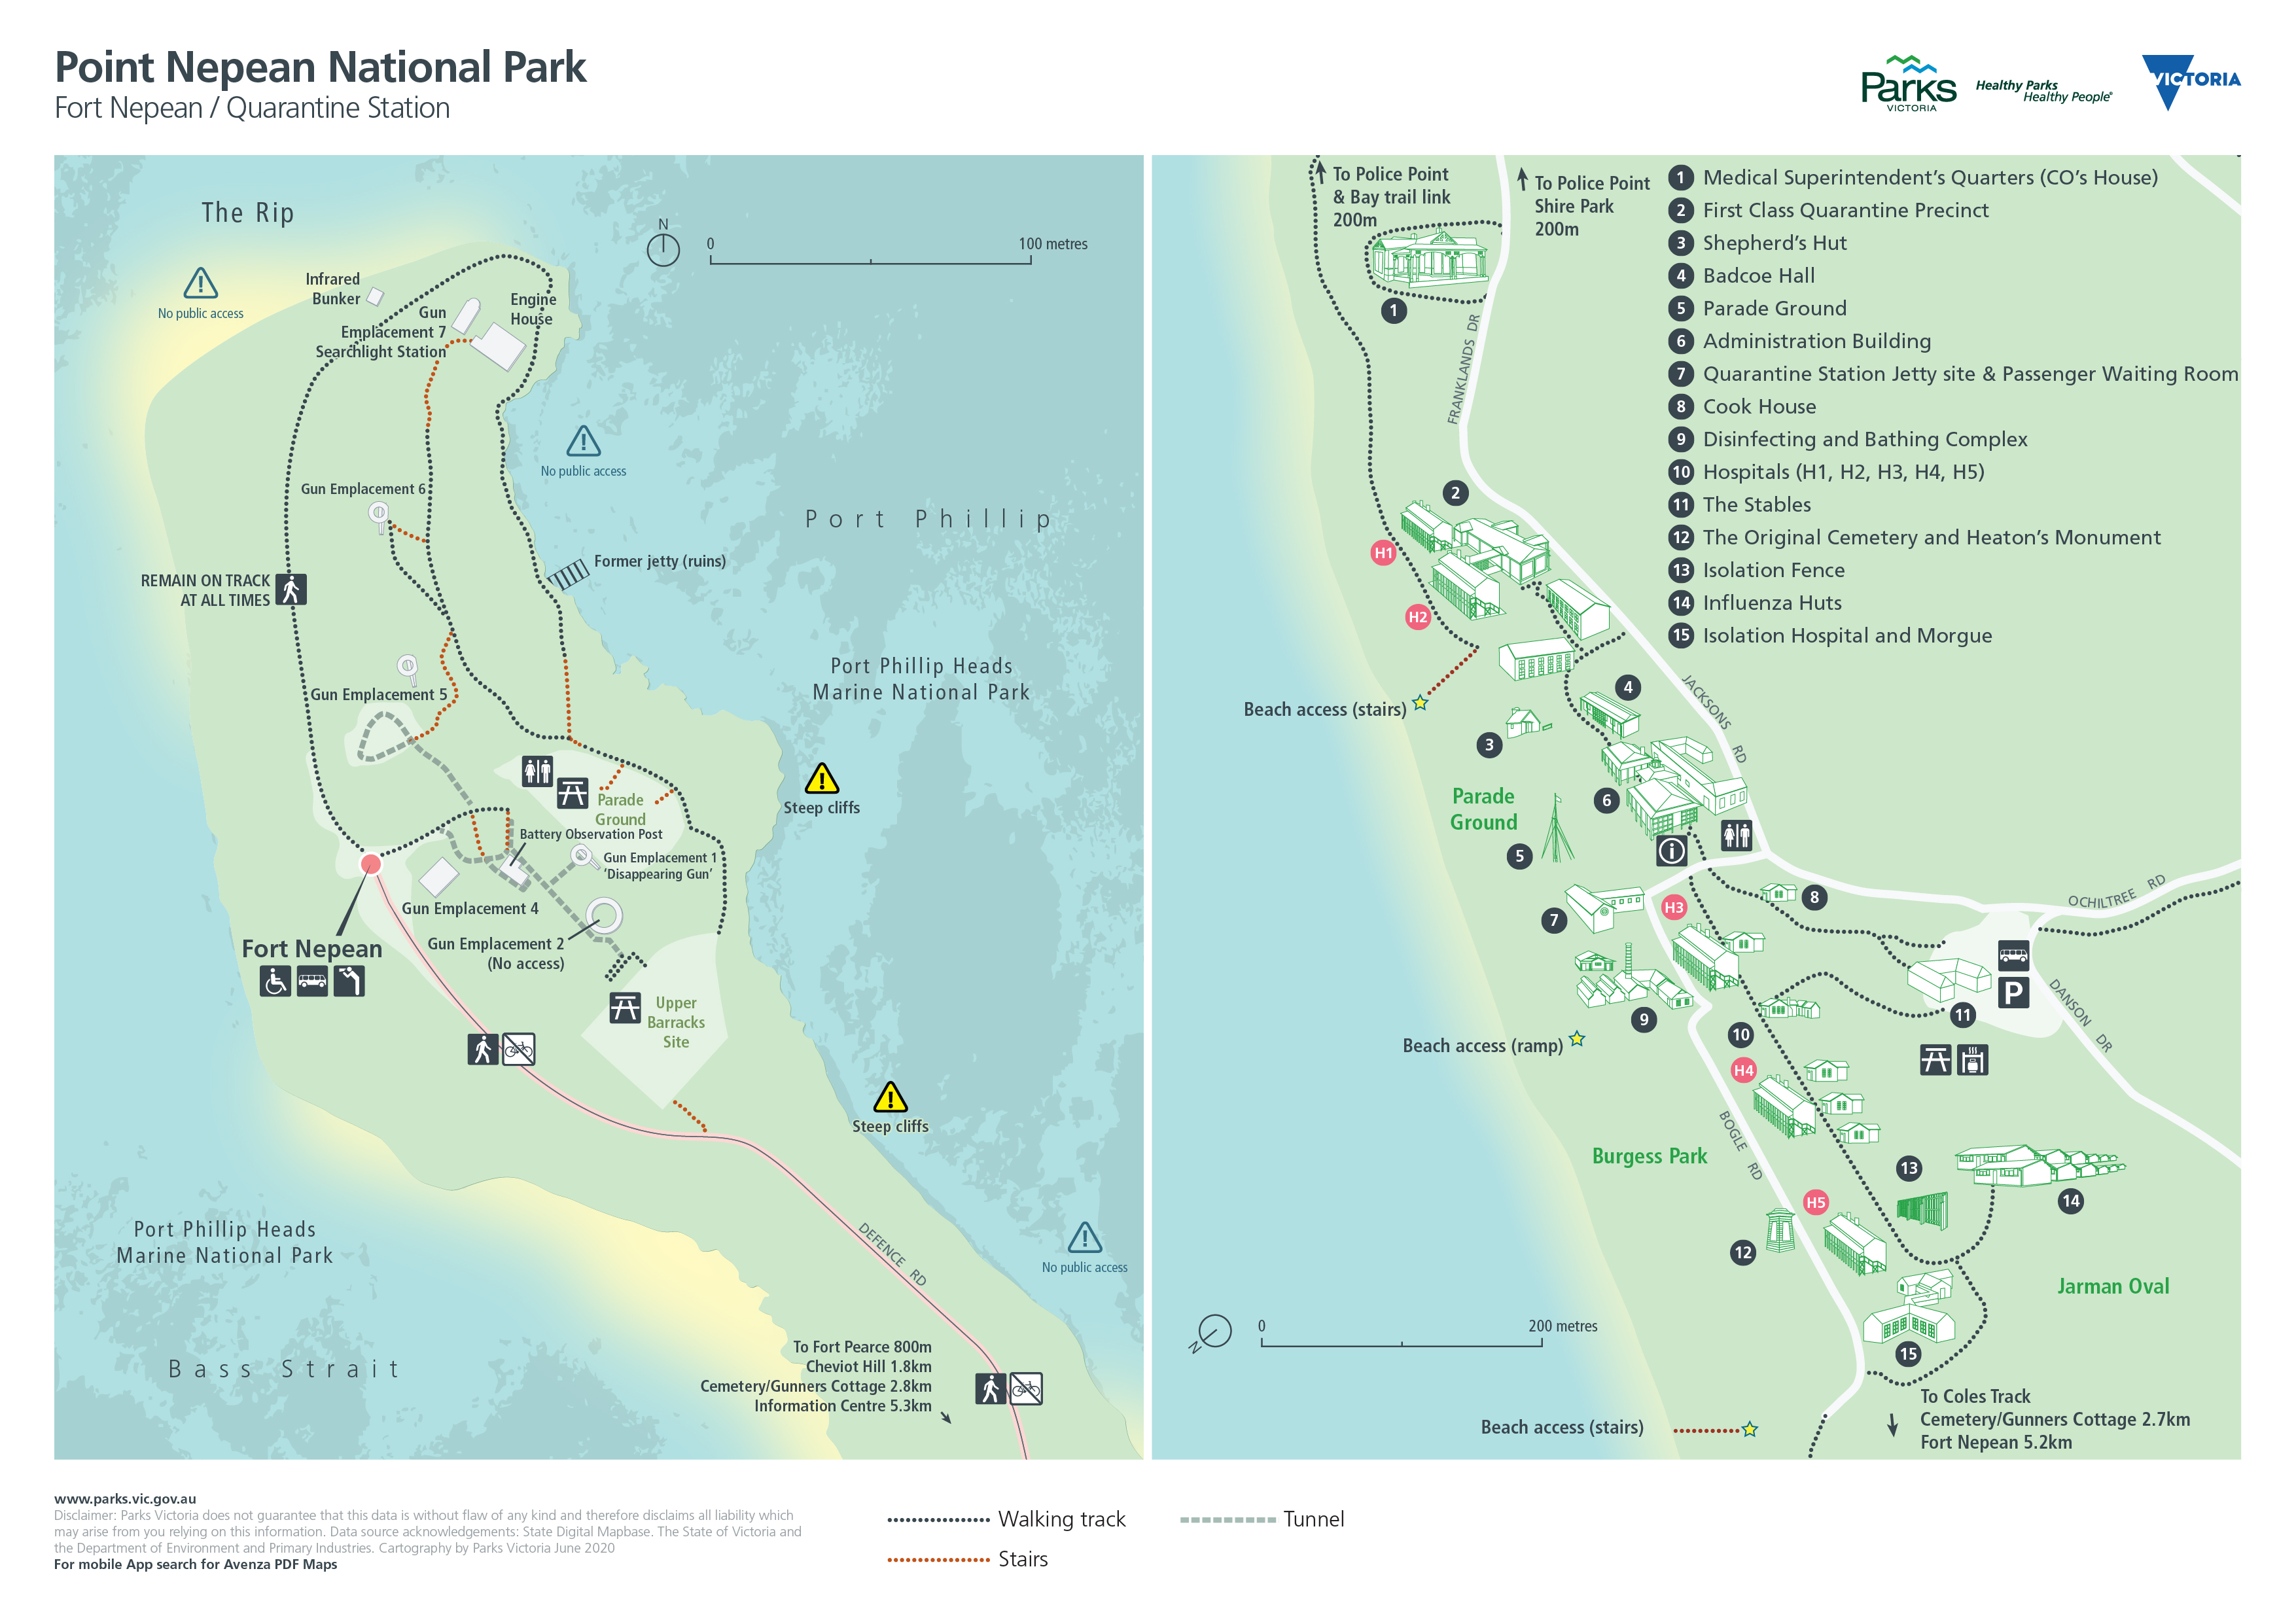 Point Nepean National Park
Fort Nepean / Quarantine Station
Parks
VICTORIA
Healthy Parks
Healthy People®
VICTORIA
The Rip
No public access
Infrared
Bunker
Gun
Emplacement 7
Searchlight Station
Engine
House
N
0
100 metres
No public access
Gun Emplacement 6
Port Phillip
Former jetty (ruins)
REMAIN ON TRACK
AT ALL TIMES
Port Phillip Heads
Marine National Park
Gun Emplacement 5
Steep cliffs
Parade
Ground
Battery Observation Post
Gun Emplacement 1
‘Disappearing Gun’
Gun Emplacement 4
Gun Emplacement 2
(No access)
Fort Nepean
Upper
Barracks
Site
Steep cliffs
Port Phillip Heads
Marine National Park
DEFENCE RD
No public access
Bass Strait
To Fort Pearce 800m
Cheviot Hill 1.8km
Cemetery/Gunners Cottage 2.8km
Information Centre 5.3km
To Police Point
& Bay trail link
200m
To Police Point
Shire Park
200m
1 Medical Superintendent’s Quarters (CO’s House)
2 First Class Quarantine Precinct
3 Shepherd’s Hut
4 Badcoe Hall
5 Parade Ground
6 Administration Building
7 Quarantine Station Jetty site & Passenger Waiting Room
8 Cook House
9 Disinfecting and Bathing Complex
10 Hospitals (H1, H2, H3, H4, H5)
11 The Stables
12 The Original Cemetery and Heaton’s Monument
13 Isolation Fence
14 Influenza Huts
15 Isolation Hospital and Morgue
1
FRANKLANDS DR
2
H1
H2
Beach access (stairs)
4
JACKSONS RD
3
Parade
Ground
6
5
i
8
OCHILTREE RD
H3
7
P
9
11
DANSON DR
10
Beach access (ramp)
H4
BOGLE RD
Burgess Park
13
14
H5
12
Jarman Oval
N
0
200 metres
15
To Coles Track
Cemetery/Gunners Cottage 2.7km
Fort Nepean 5.2km
Beach access (stairs)
www.parks.vic.gov.au
Disclaimer: Parks Victoria does not guarantee that this data is without flaw of any kind and therefore disclaims all liability which
may arise from you relying on this information. Data source acknowledgements: State Digital Mapbase. The State of Victoria and
the Department of Environment and Primary Industries. Cartography by Parks Victoria June 2020
For mobile App search for Avenza PDF Maps
Walking track
Tunnel
Stairs